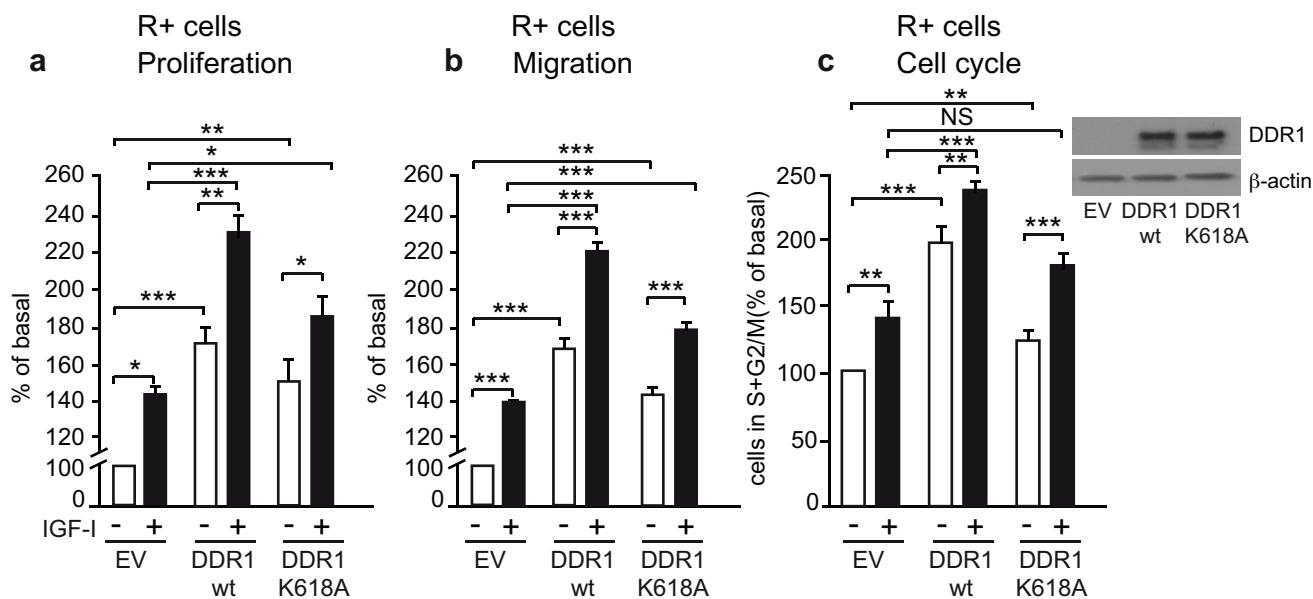 R+ cells
Proliferation
a
**
*
***
**
*
***
*
260
240
220
200
180
160
140
120
100
0
% of basal
IGF-I - + - + - +
EV DDR1 DDR1
wt K618A
R+ cells
Migration
b
***
***
***
***
***
***
***
260
240
220
200
180
160
140
120
100
0
% of basal
- + - + - +
EV DDR1 DDR1
wt K618A
R+ cells
Cell cycle
c
**
NS
***
**
***
***
**
250
200
150
100
50
0
cells in S+G2/M(% of basal)
- + - + - +
EV DDR1 DDR1
wt K618A
DDR1
β-actin
EV DDR1 DDR1
wt K618A